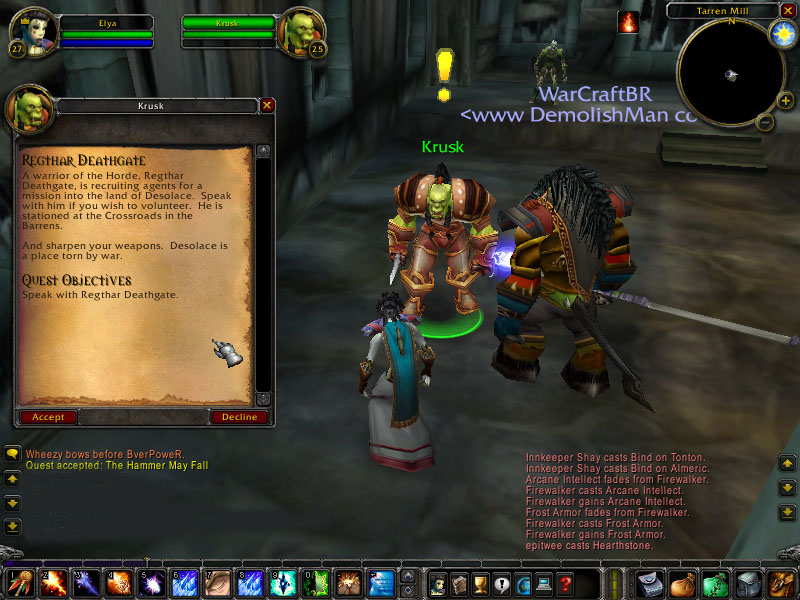 Elya
27
Krusk
25
Tarren Mill
N
WarCraftBR
<www DemolishMan co
Krusk
Krusk
Regthar Deathgate
A warrior of the Horde, Regthar
Deathgate, is recruiting agents for a
mission into the land of Desolace. Speak
with him if you wish to volunteer. He is
stationed at the Crossroads in the
Barrens.
And sharpen your weapons. Desolace is
a place torn by war.
Quest Objectives
Speak with Regthar Deathgate.
Accept
Decline
Wheezy bows before BverPoweR.
Quest accepted: The Hammer May Fall
Innkeeper Shay casts Bind on Tonton.
Innkeeper Shay casts Bind on Almeric.
Arcane Intellect fades from Firewalker.
Firewalker casts Arcane Intellect.
Firewalker gains Arcane Intellect.
Frost Armor fades from Firewalker.
Firewalker casts Frost Armor.
Firewalker gains Frost Armor.
epitwee casts Hearthstone.